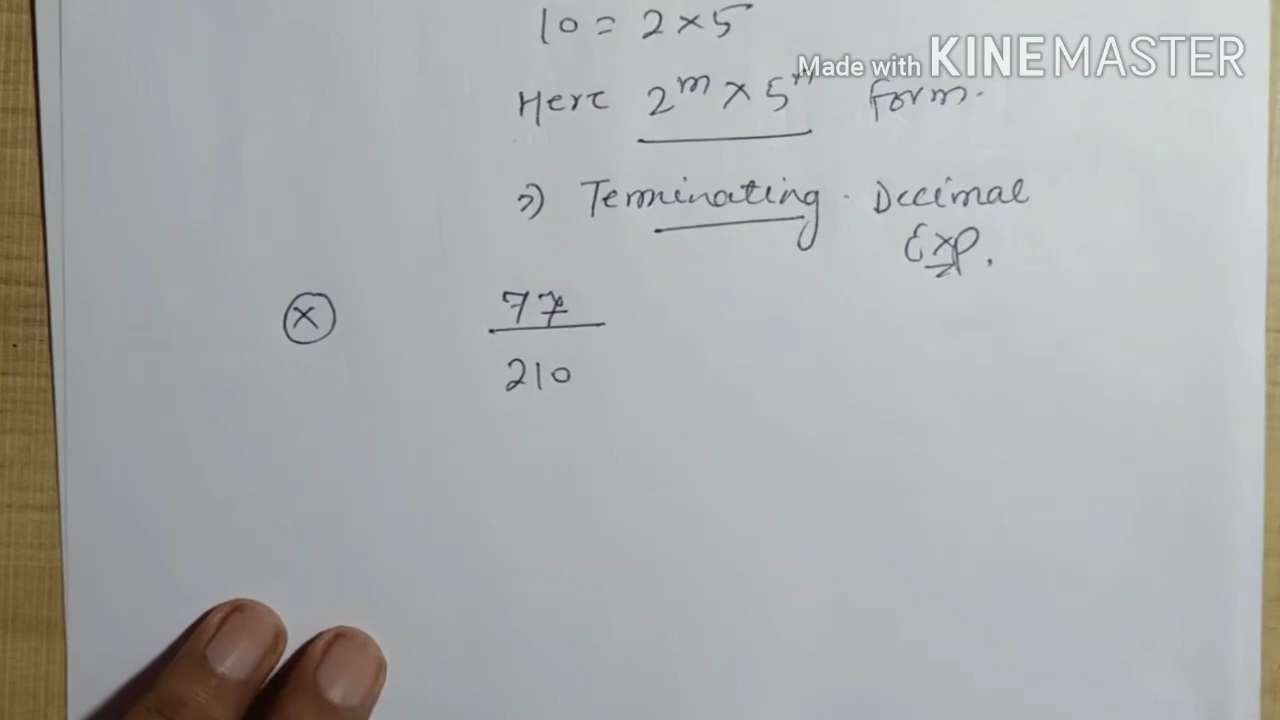 10 = 2 × 5
Made with KINEMASTER
Here 2^m × 5^n form.
⇒) Terminating. Decimal
Exp.
(x) 77
210